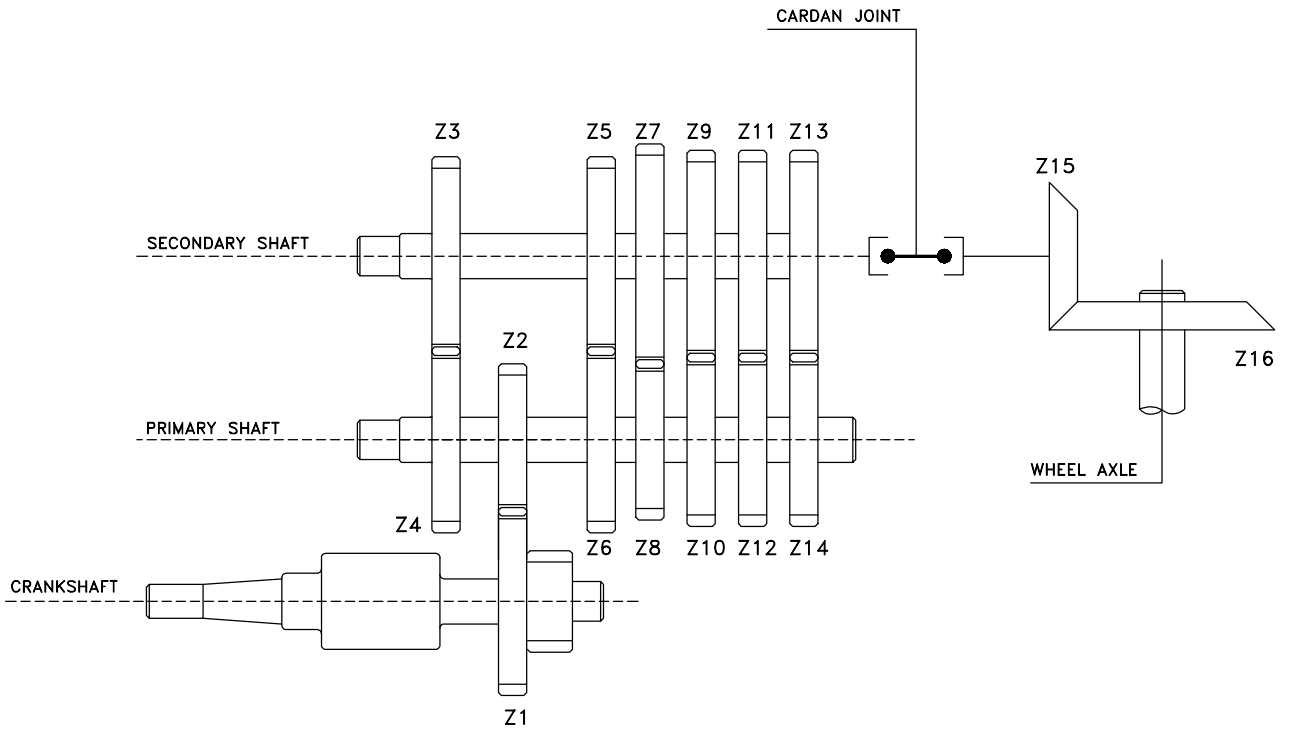 CARDAN JOINT
Z3
Z5
Z7
Z9
Z11
Z13
Z15
SECONDARY SHAFT
Z2
Z16
PRIMARY SHAFT
WHEEL AXLE
Z4
Z6
Z8
Z10
Z12
Z14
CRANKSHAFT
Z1